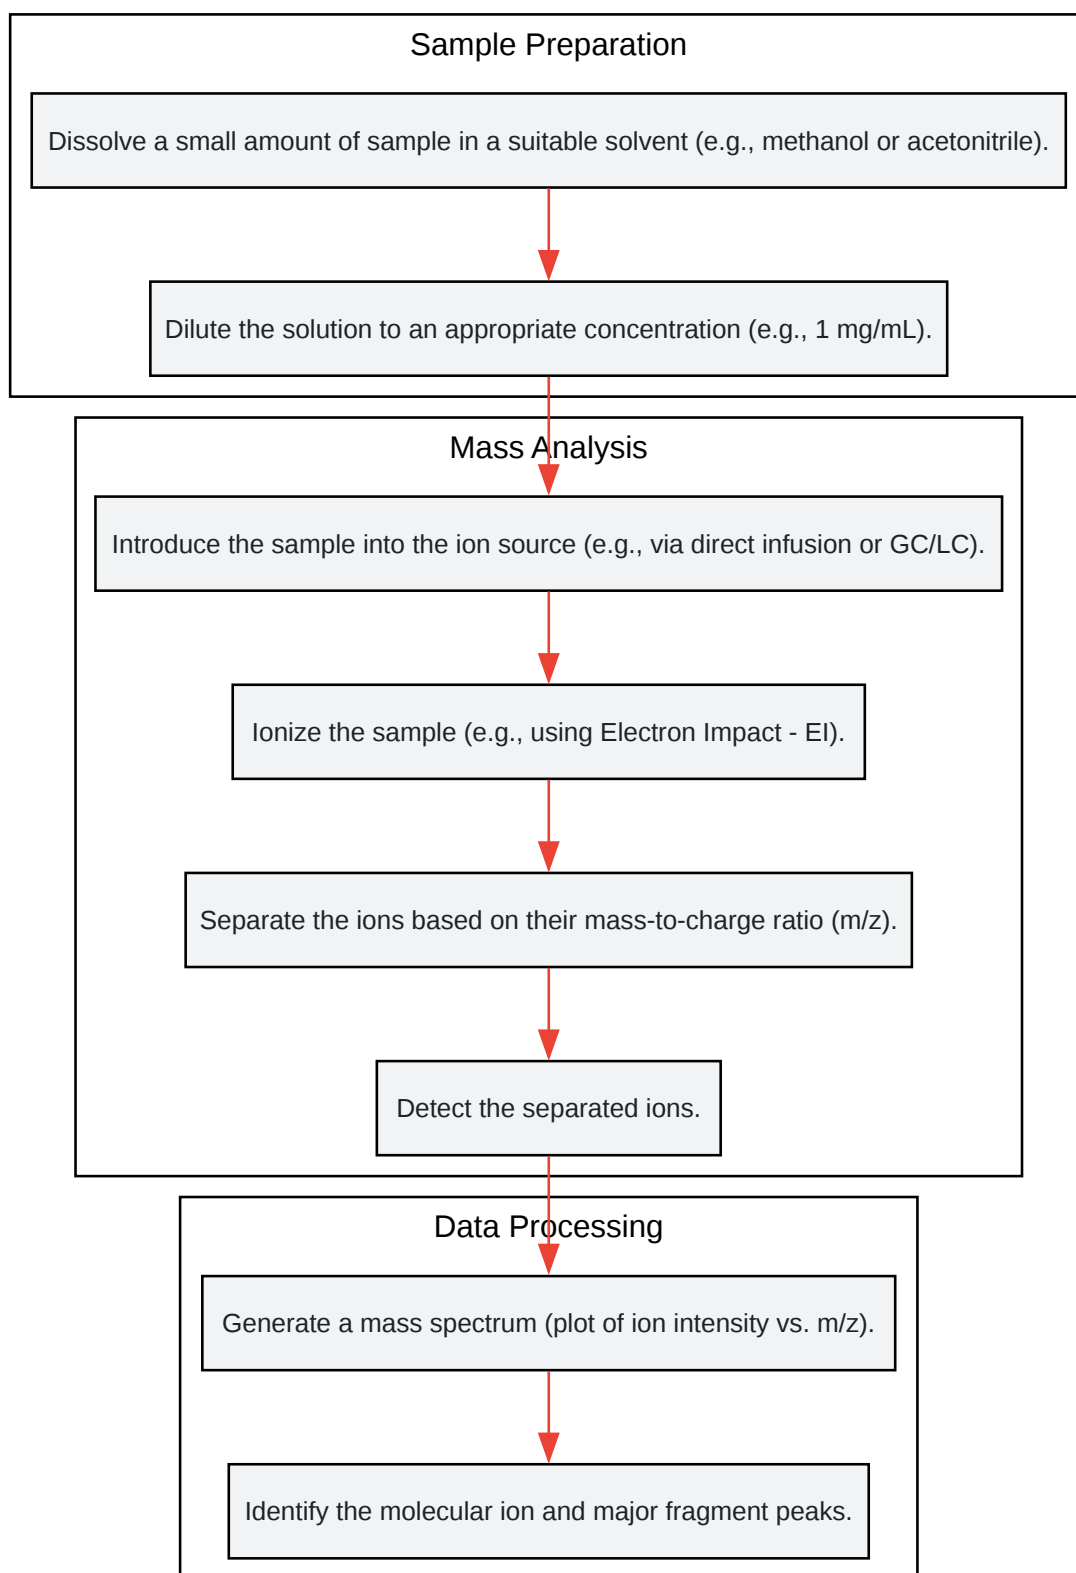 Sample Preparation
Dissolve a small amount of sample in a suitable solvent (e.g., methanol or acetonitrile).
Dilute the solution to an appropriate concentration (e.g., 1 mg/mL).
Mass Analysis
Introduce the sample into the ion source (e.g., via direct infusion or GC/LC).
Ionize the sample (e.g., using Electron Impact - EI).
Separate the ions based on their mass-to-charge ratio (m/z).
Detect the separated ions.
Data Processing
Generate a mass spectrum (plot of ion intensity vs. m/z).
Identify the molecular ion and major fragment peaks.